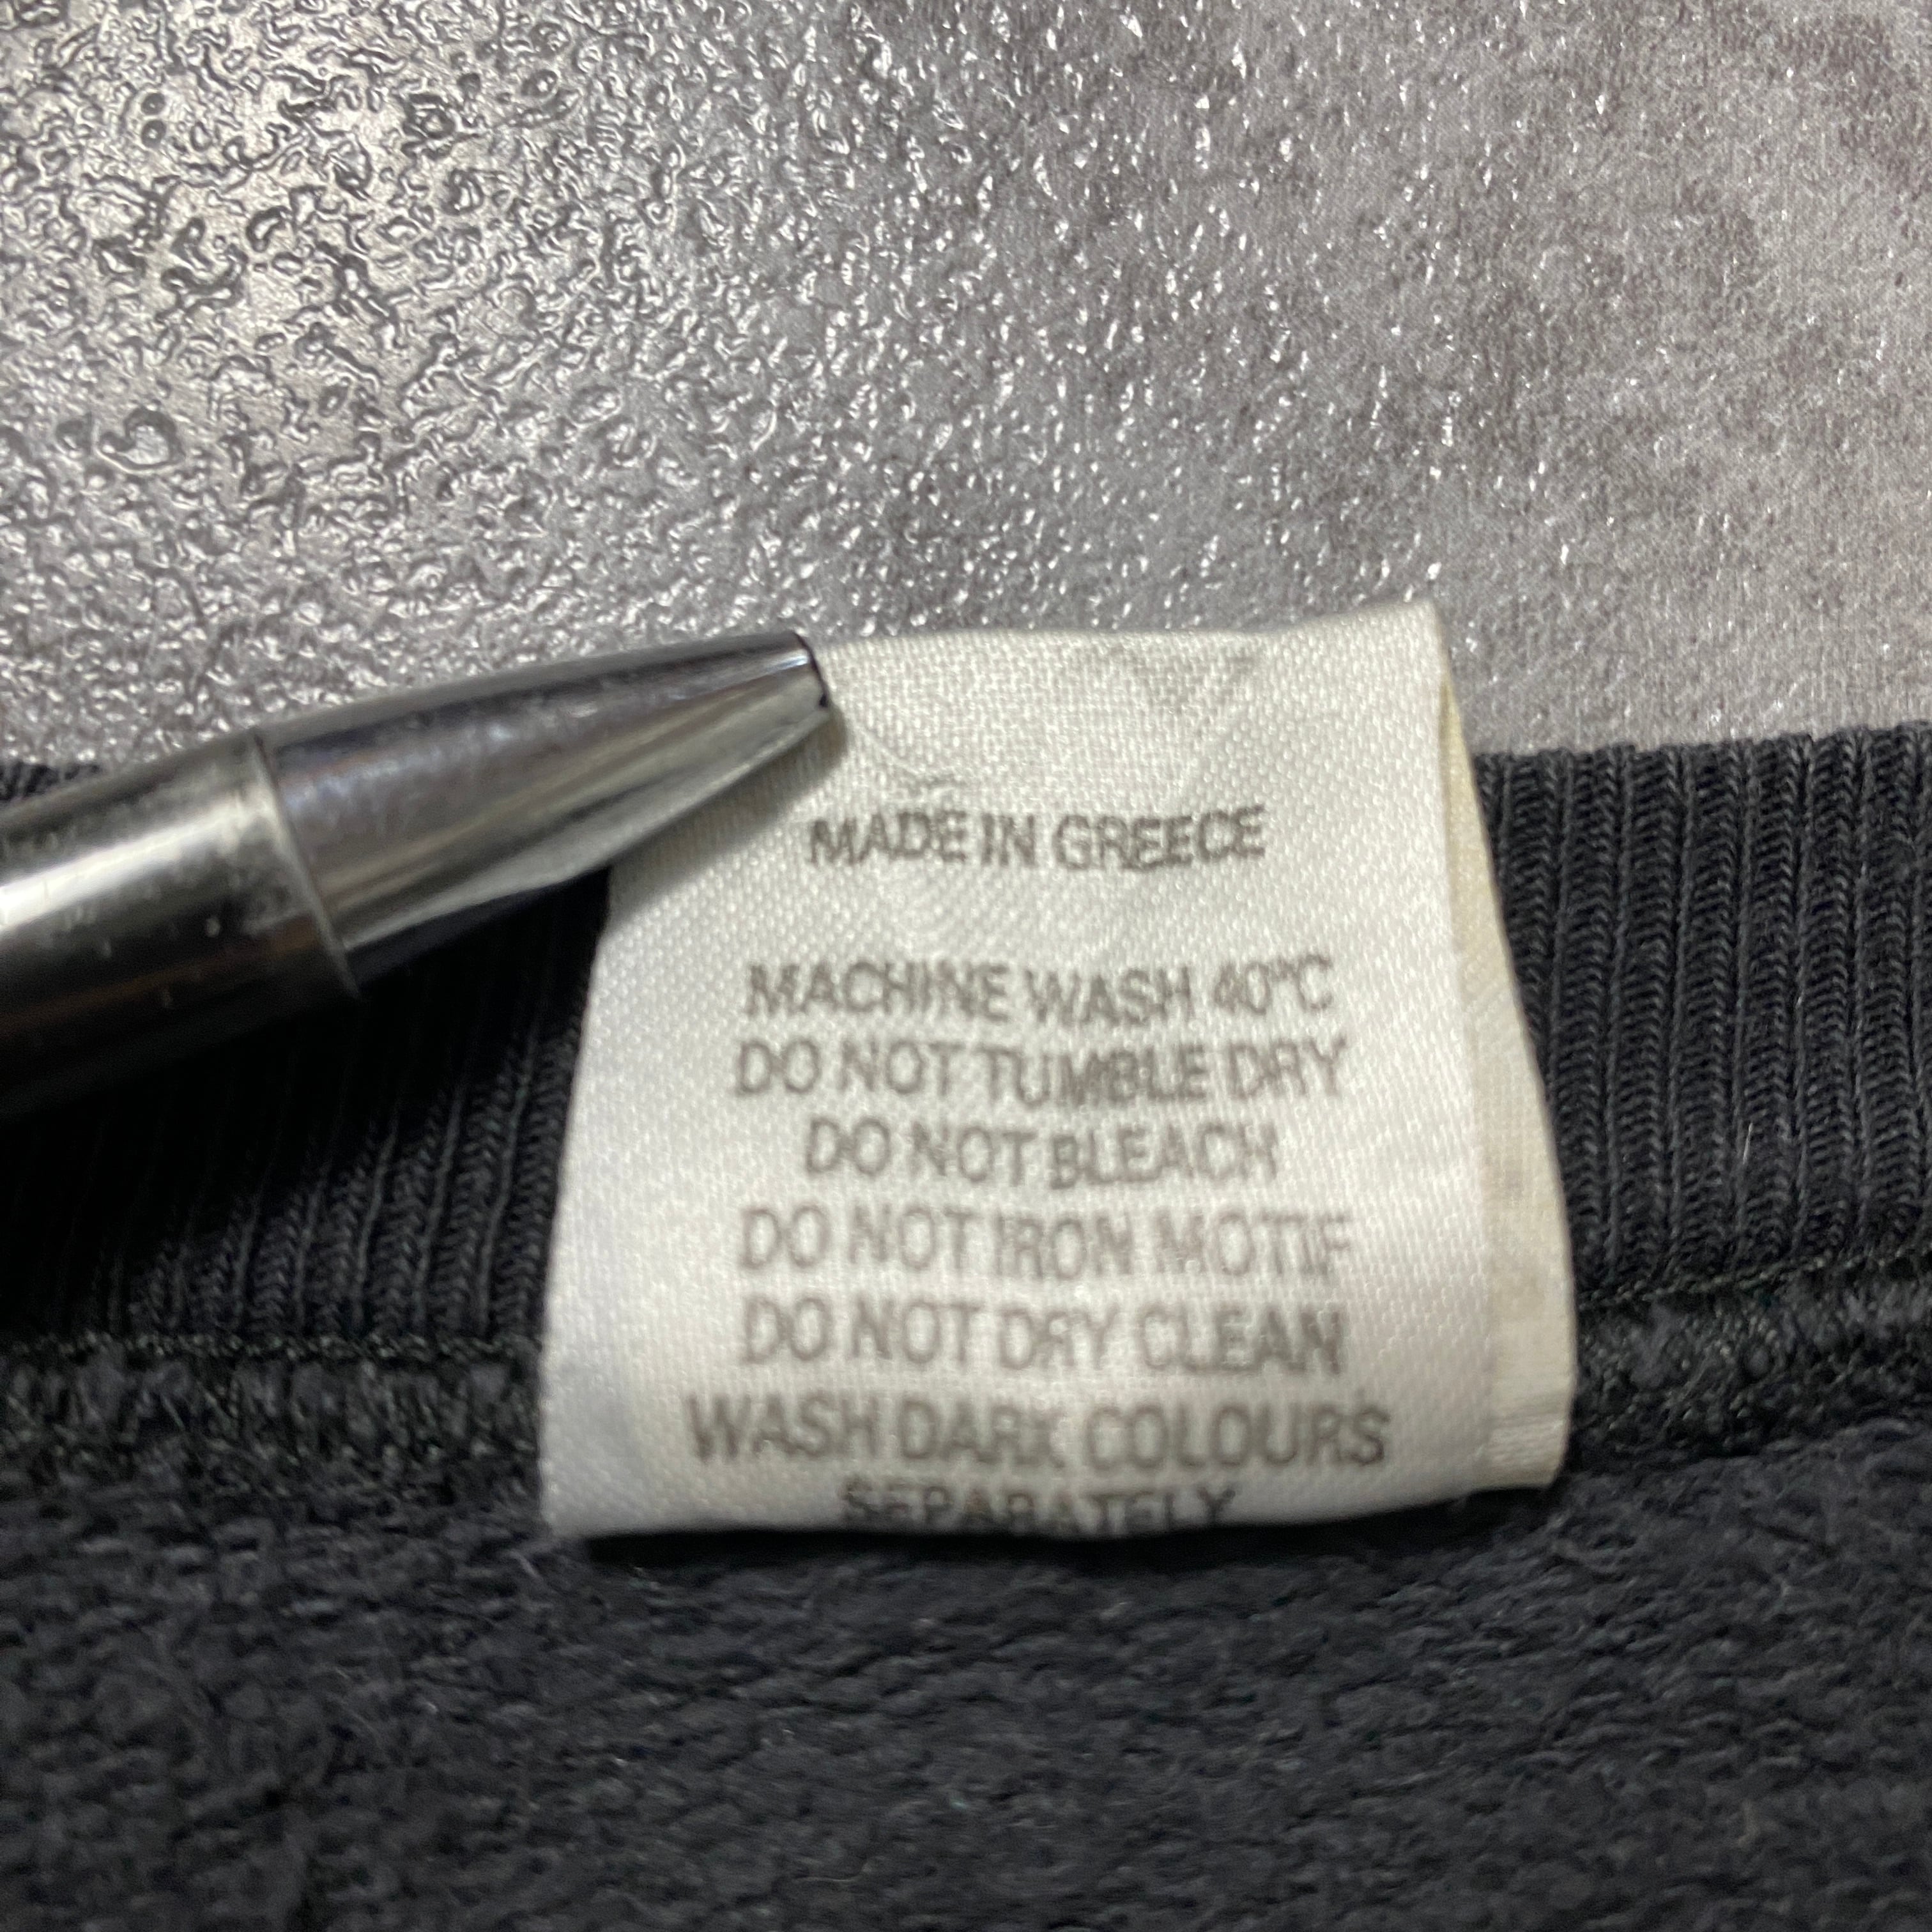 MADE IN GREECE
MACHINE WASH 40°C
DO NOT TUMBLE DRY
DO NOT BLEACH
DO NOT IRON MOTIF
DO NOT DRY CLEAN
WASH DARK COLOURS
SEPARATELY